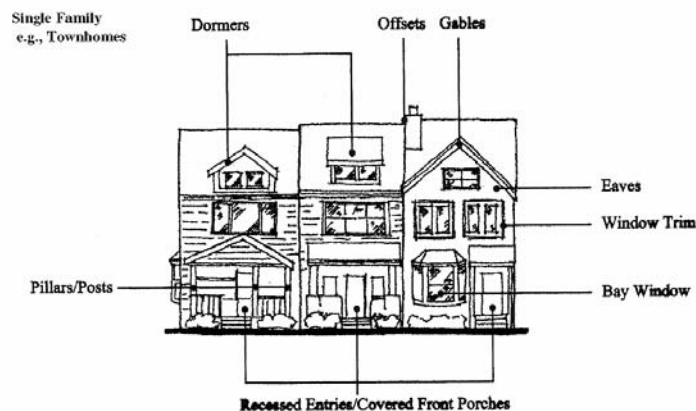 Single Family
e.g., Townhomes
Dormers
Offsets
Gables
Eaves
Window Trim
Pillars/Posts
Bay Window
Recessed Entries/Covered Front Porches